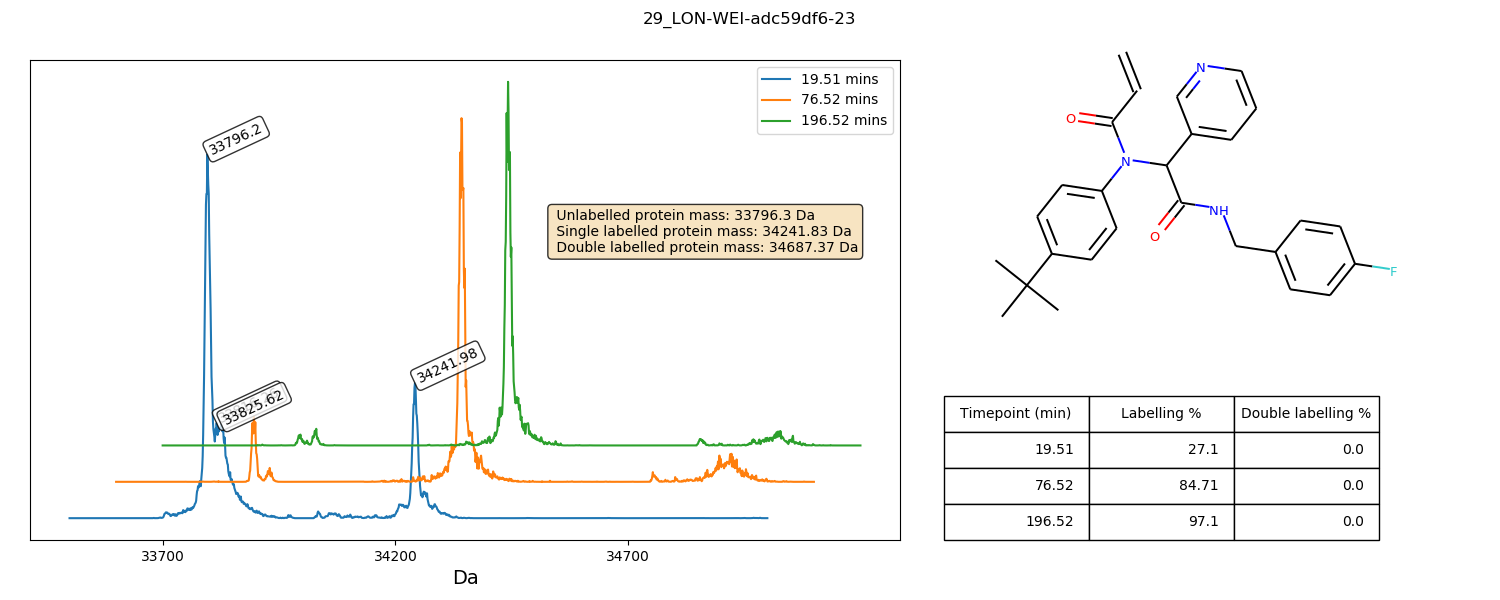 29_LON-WEI-adc59df6-23
19.51 mins
76.52 mins
196.52 mins
33796.2
Unlabelled protein mass: 33796.3 Da
Single labelled protein mass: 34241.83 Da
Double labelled protein mass: 34687.37 Da
34241.98
33825.62
33700 34200 34700
Da
N
O
N
NH
O
F
Timepoint (min) Labelling % Double labelling %
19.51 27.1 0.0
76.52 84.71 0.0
196.52 97.1 0.0